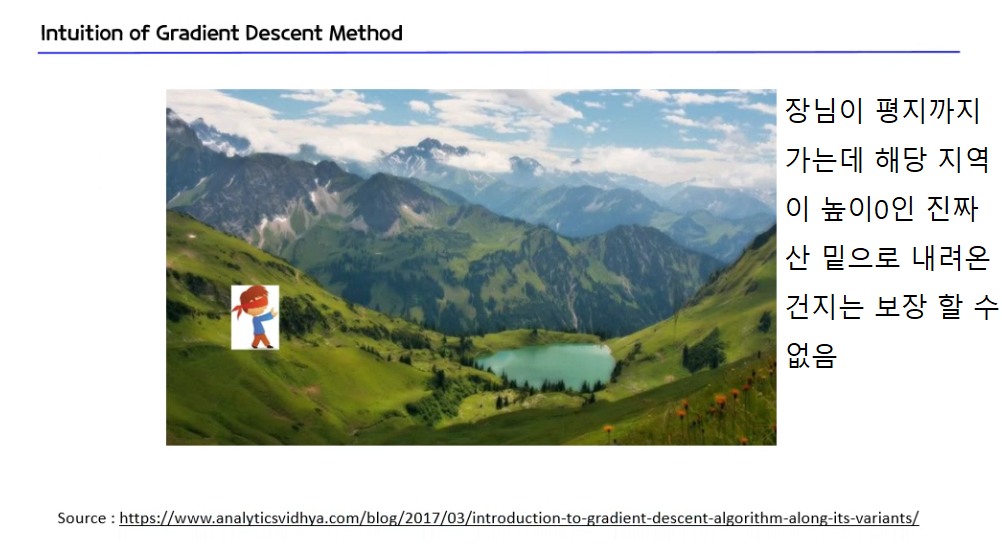 Intuition of Gradient Descent Method
장님이 평지까지
가는데 해당 지역
이 높이0인 진짜
산 밑으로 내려온
건지는 보장 할 수
없음
Source : https://www.analyticsvidhya.com/blog/2017/03/introduction-to-gradient-descent-algorithm-along-its-variants/